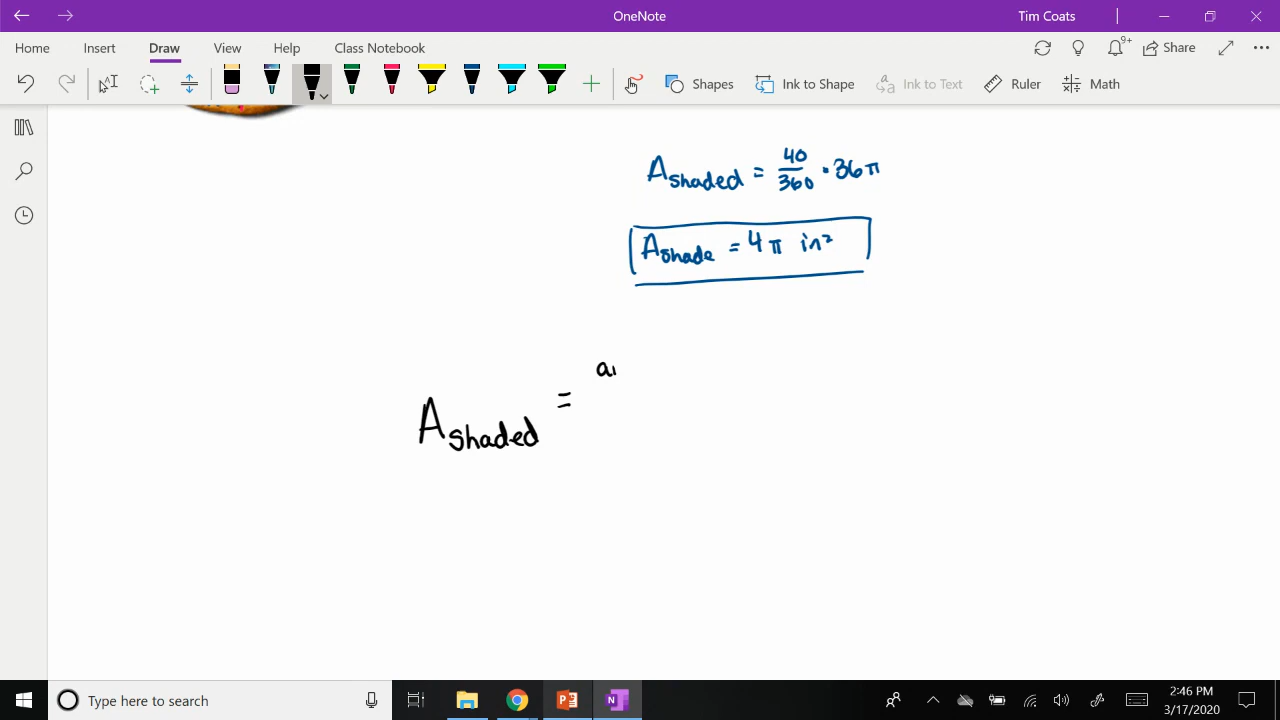 OneNote Tim Coats
Home Insert Draw View Help Class Notebook 9+ Share
Shapes Ink to Shape Ink to Text Ruler Math
A shaded = 40/360 · 36π
A shade = 4π in²
A shaded =
Type here to search
2:46 PM
3/17/2020